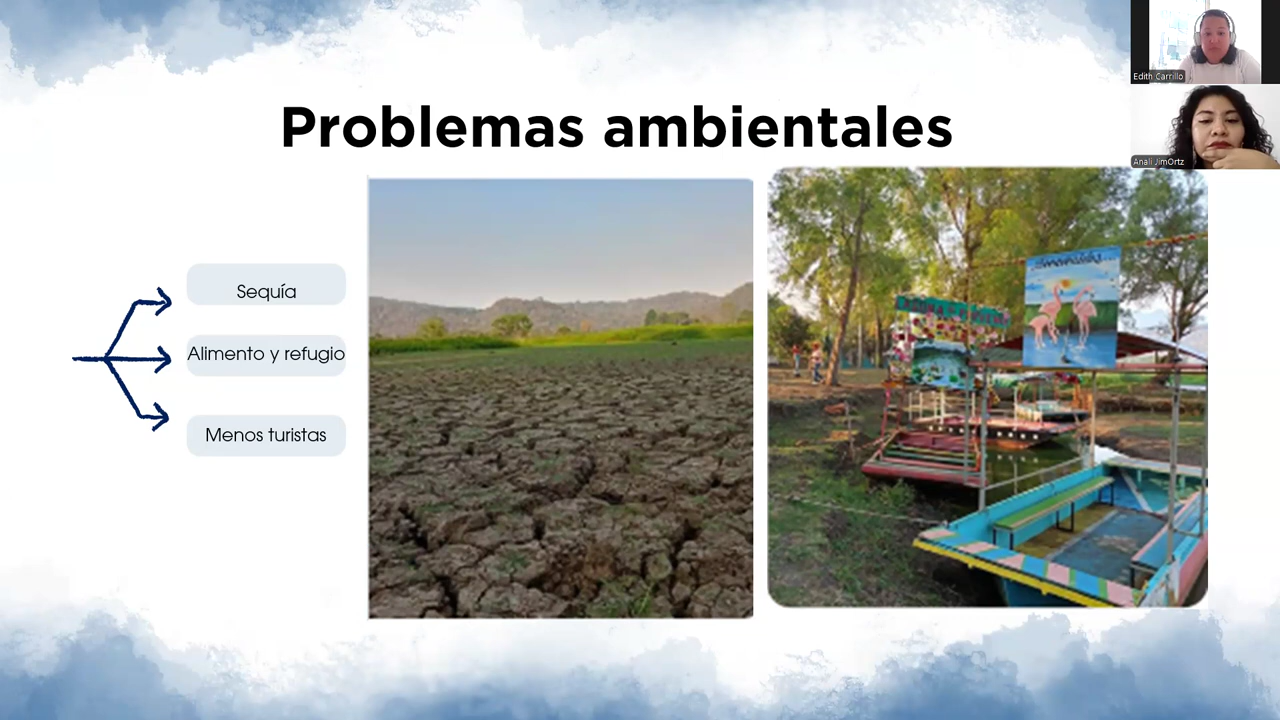 Problemas ambientales
Edith Carrillo
Anali JimOrtz
Sequía
Alimento y refugio
Menos turistas